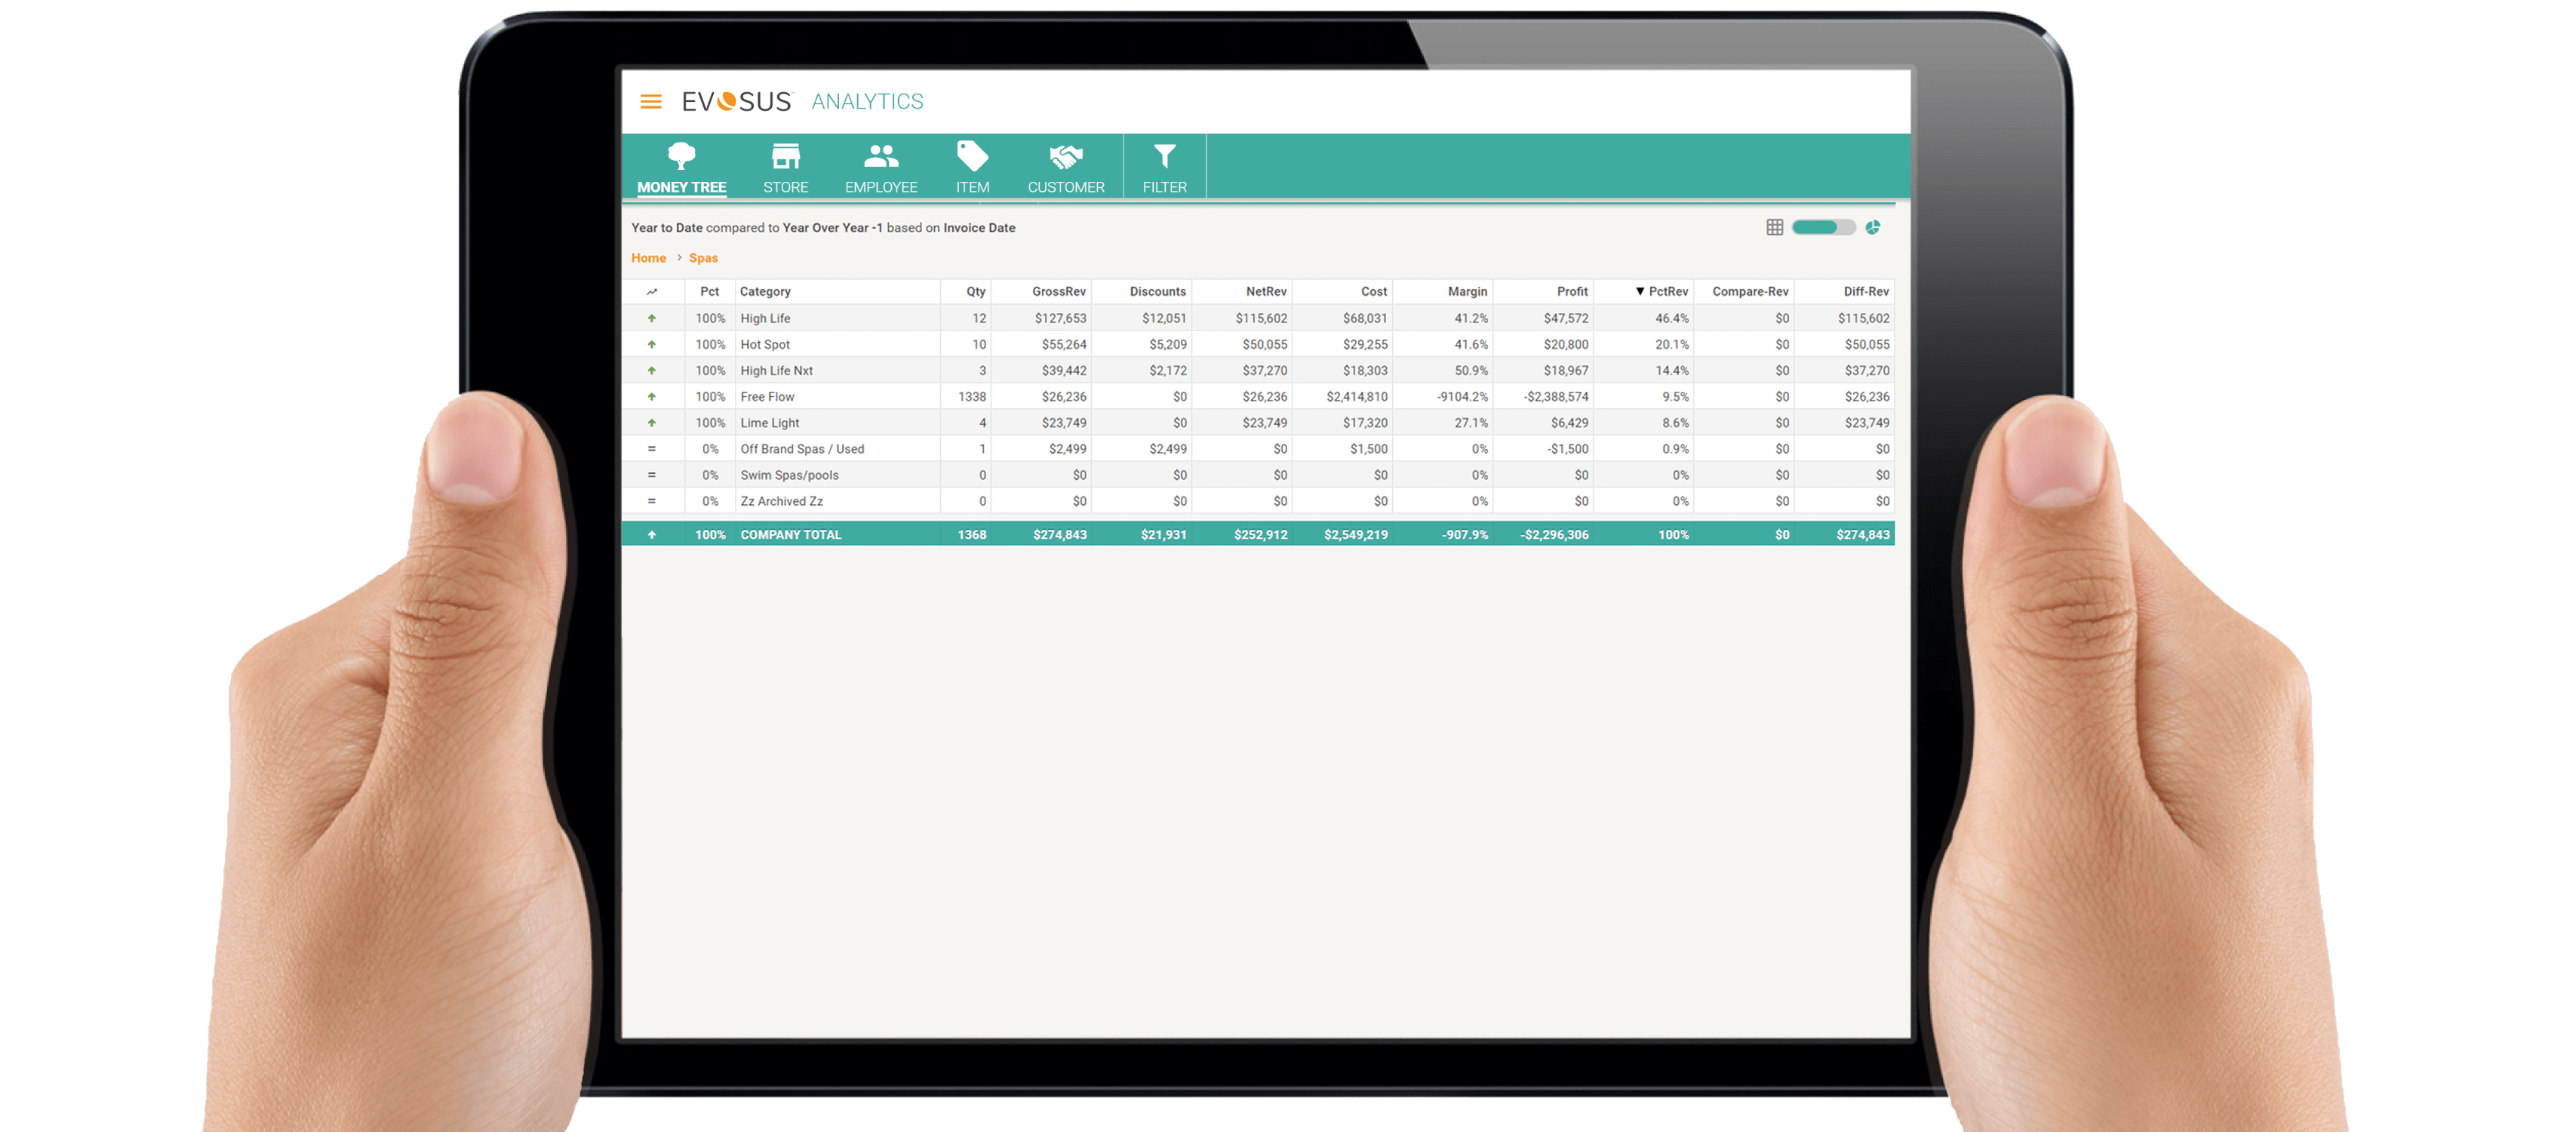 EVOSUS ANALYTICS
MONEY TREE STORE EMPLOYEE ITEM CUSTOMER FILTER
Year to Date compared to Year Over Year -1 based on Invoice Date
Home > Spas
Pct Category Qty GrossRev Discounts NetRev Cost Margin Profit ▼ PctRev Compare-Rev Diff-Rev
100% High Life 12 $127,653 $12,051 $115,602 $68,031 41.2% $47,572 46.4% $0 $115,602
100% Hot Spot 10 $55,264 $5,209 $50,055 $29,255 41.6% $20,800 20.1% $0 $50,055
100% High Life Nxt 3 $39,442 $2,172 $37,270 $18,303 50.9% $18,967 14.4% $0 $37,270
100% Free Flow 1338 $26,236 $0 $26,236 $2,414,810 -9104.2% -$2,388,574 9.5% $0 $26,236
100% Lime Light 4 $23,749 $0 $23,749 $17,320 27.1% $6,429 8.6% $0 $23,749
= 0% Off Brand Spas / Used 1 $2,499 $2,499 $0 $1,500 0% -$1,500 0.9% $0 $0
= 0% Swim Spas/pools 0 $0 $0 $0 $0 0% $0 0% $0 $0
= 0% Zz Archived Zz 0 $0 $0 $0 $0 0% $0 0% $0 $0
100% COMPANY TOTAL 1368 $274,843 $21,931 $252,912 $2,549,219 -907.9% -$2,296,306 100% $0 $274,843